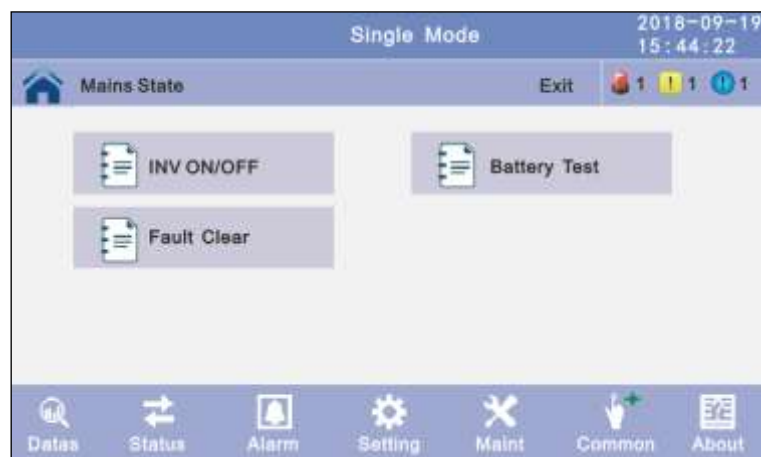 Single Mode
2018-09-19
15:44:22
Mains State Exit 1 1 1
INV ON/OFF Battery Test
Fault Clear
Datas Status Alarm Setting Maint Common About